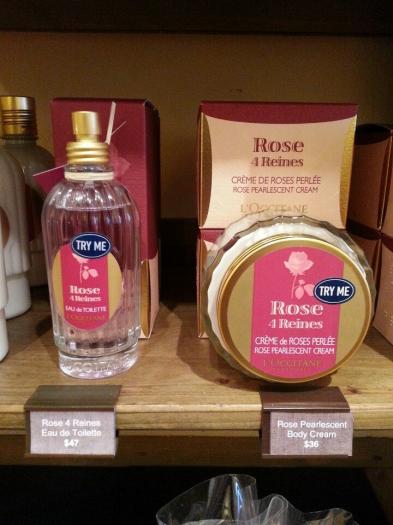 Rose
4 Reines
CRÈME DE ROSES PERLÉE
ROSE PEARLESCENT CREAM
L'OCCITANE
TRY ME
Rose
4 Reines
EAU de TOILETTE
L'OCCITANE
TRY ME
Rose
4 Reines
CRÈME de ROSES PERLÉE
ROSE PEARLESCENT CREAM
L'OCCITANE
Rose 4 Reines
Eau de Toilette
$47
Rose Pearlescent
Body Cream
$36